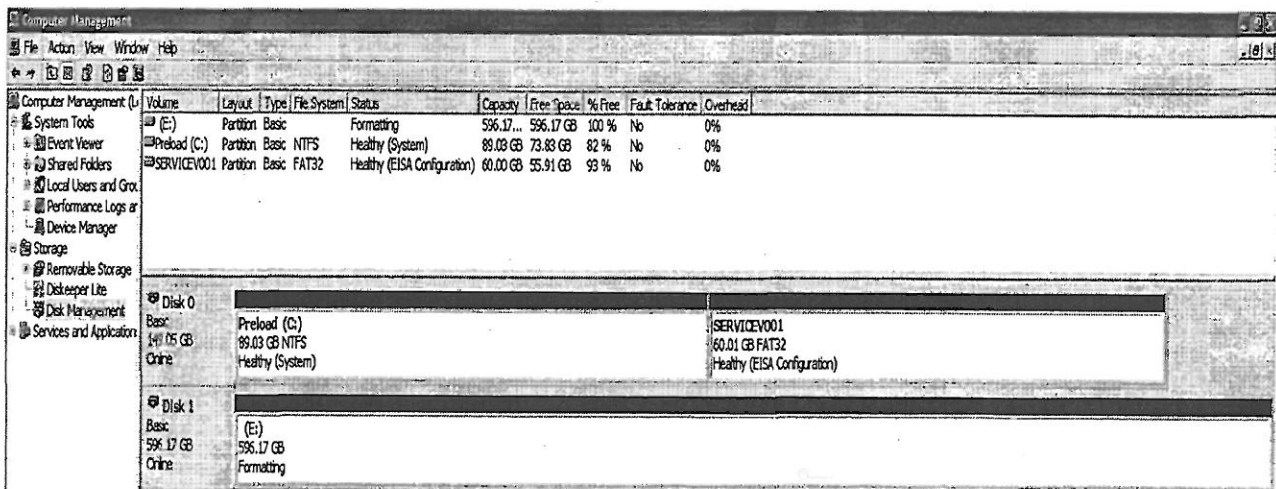 Computer Management
File Action View Window Help
Computer Management (L
System Tools
Event Viewer
Shared Folders
Local Users and Grou
Performance Logs ar
Device Manager
Storage
Removable Storage
Diskeeper Lite
Disk Management
Services and Application
Volume Layout Type File System Status Capacity Free Space % Free Fault Tolerance Overhead
(E:) Partition Basic Formatting 596.17... 596.17 GB 100 % No 0%
Preload (C:) Partition Basic NTFS Healthy (System) 89.03 GB 73.83 GB 82 % No 0%
SERVICEV001 Partition Basic FAT32 Healthy (EISA Configuration) 60.00 GB 55.91 GB 93 % No 0%
Disk 0
Basic
GB
Online
Preload (C:)
89.03 GB NTFS
Healthy (System)
SERVICEV001
60.01 GB FAT32
Healthy (EISA Configuration)
Disk 1
Basic
596.17 GB
Online
(E:)
596.17 GB
Formatting